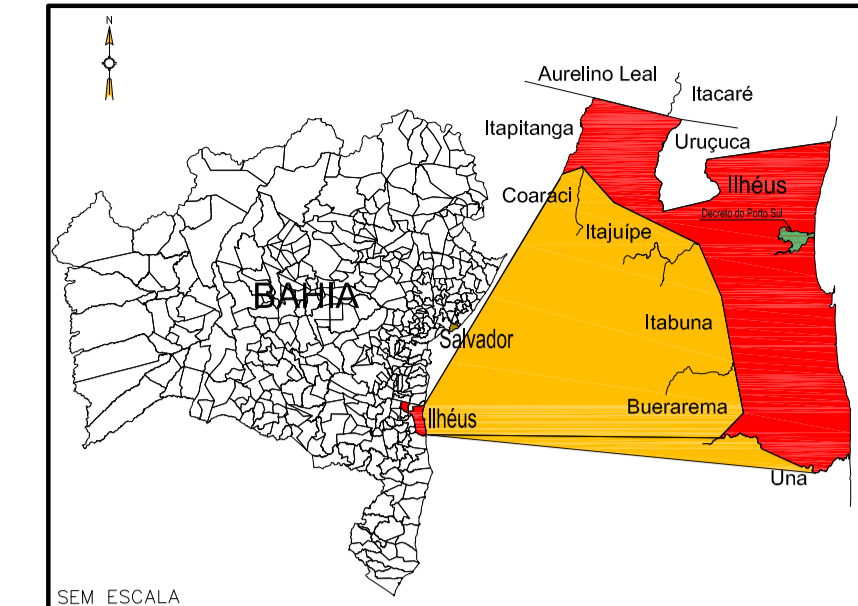 N
Aurelino Leal
Itacaré
Itapitanga
Uruçuca
Coaraci
Ilhéus
Decreto do Porto Sul
Itajuípe
BAHIA
Itabuna
Salvador
Buerarema
Ilhéus
Una
SEM ESCALA